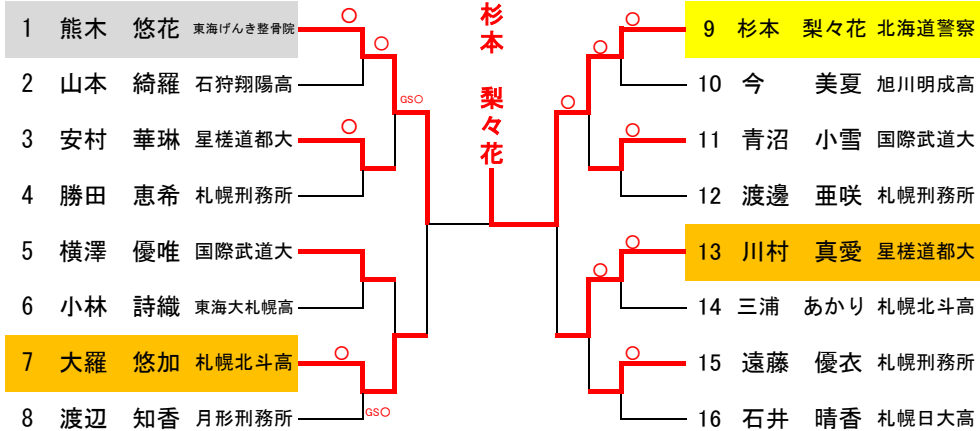 1 熊木 悠花 東海げんき整骨院
2 山本 綺羅 石狩翔陽高
3 安村 華琳 星槎道都大
4 勝田 恵希 札幌刑務所
5 横澤 優唯 国際武道大
6 小林 詩織 東海大札幌高
7 大羅 悠加 札幌北斗高
8 渡辺 知香 月形刑務所
○
○
GS○
○
○
GS○
杉本 梨々花
○
○
○
○
○
○
○
9 杉本 梨々花 北海道警察
10 今 美夏 旭川明成高
11 青沼 小雪 国際武道大
12 渡邊 亜咲 札幌刑務所
13 川村 真愛 星槎道都大
14 三浦 あかり 札幌北斗高
15 遠藤 優衣 札幌刑務所
16 石井 晴香 札幌日大高